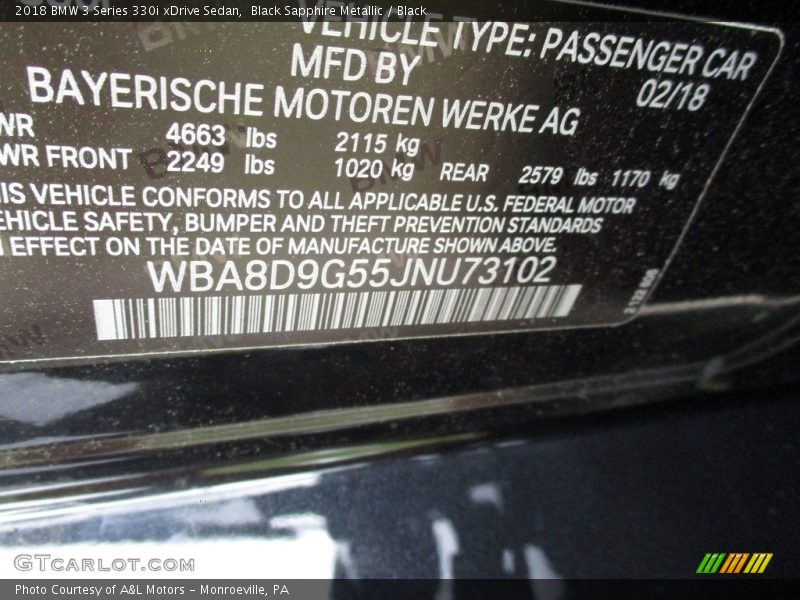 2018 BMW 3 Series 330i xDrive Sedan, Black Sapphire Metallic / Black
VEHICLE TYPE: PASSENGER CAR
MFD BY 02/18
BAYERISCHE MOTOREN WERKE AG
WR 4663 lbs 2115 kg
WR FRONT 2249 lbs 1020 kg REAR 2579 lbs 1170 kg
IS VEHICLE CONFORMS TO ALL APPLICABLE U.S. FEDERAL MOTOR
EHICLE SAFETY, BUMPER AND THEFT PREVENTION STANDARDS
EFFECT ON THE DATE OF MANUFACTURE SHOWN ABOVE.
WBA8D9G55JNU73102
GTCARLOT.COM
Photo Courtesy of A&L Motors - Monroeville, PA